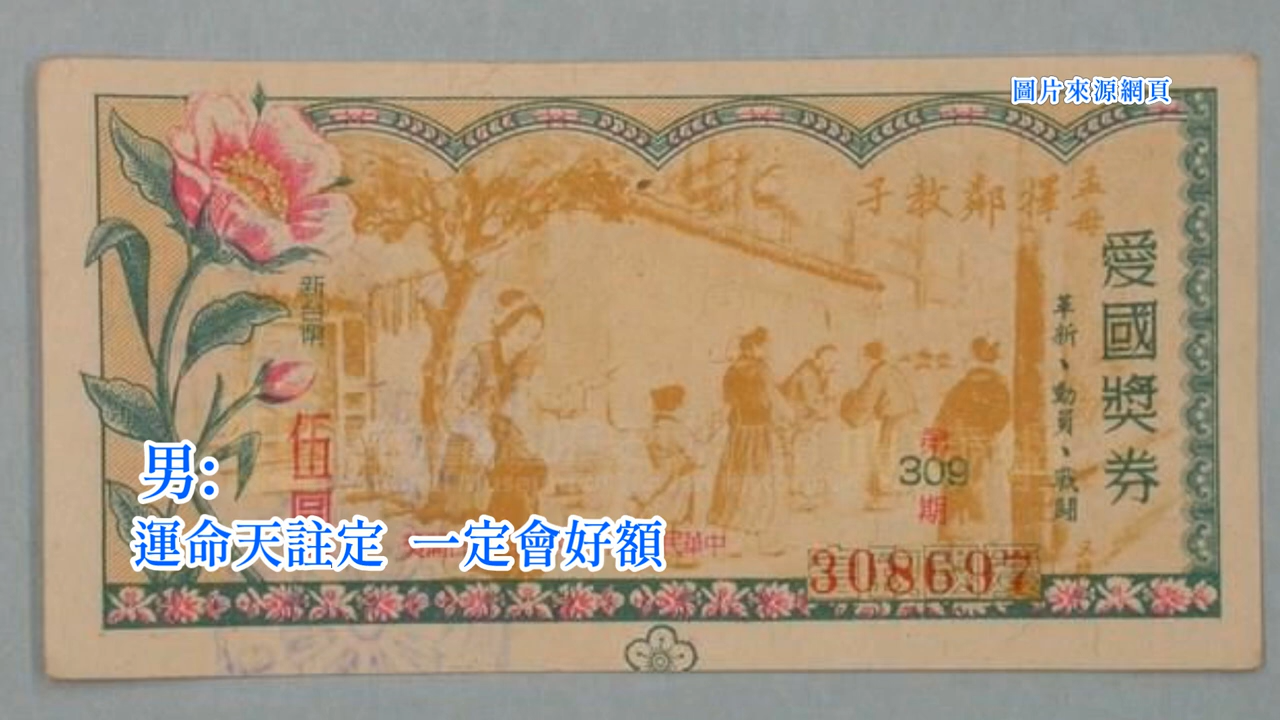 圖片來源網頁
孟母
擇鄰教子
愛國獎券
革新、動員、戰鬪
新台幣
伍圓
第
309
期
308697
男:
運命天註定 一定會好額